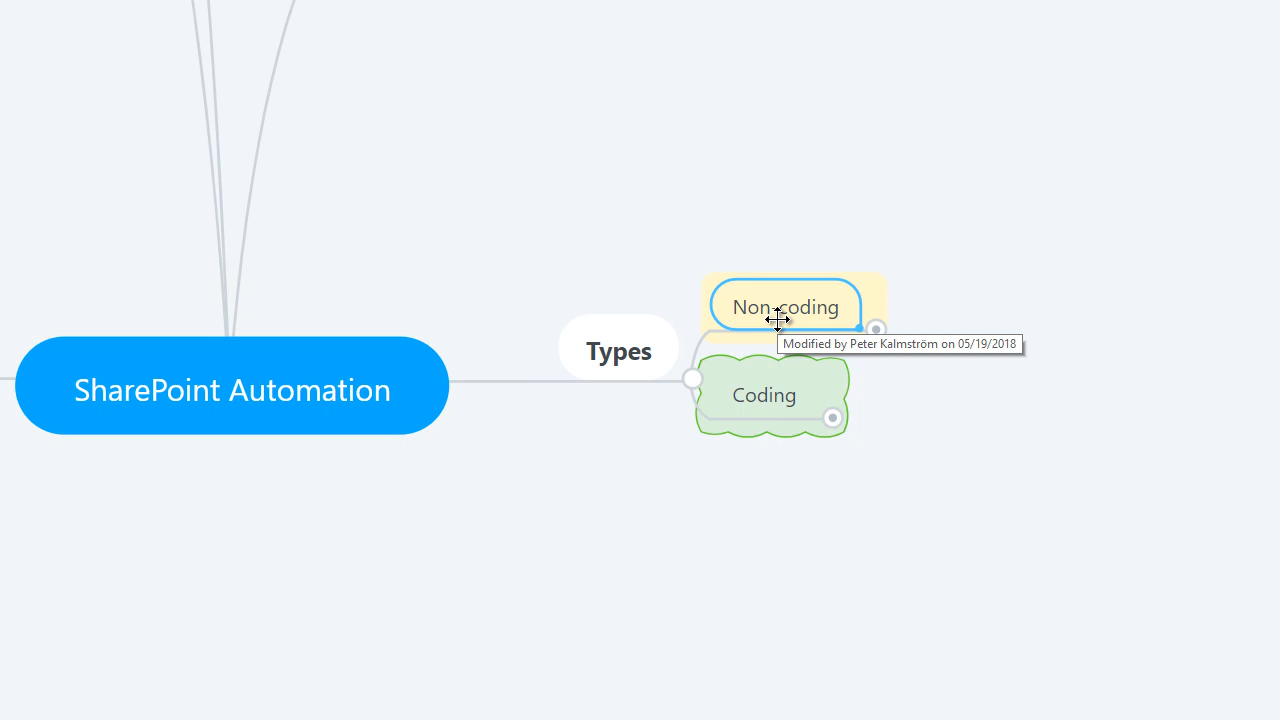 Non-coding
Modified by Peter Kalmström on 05/19/2018
Types
SharePoint Automation
Coding